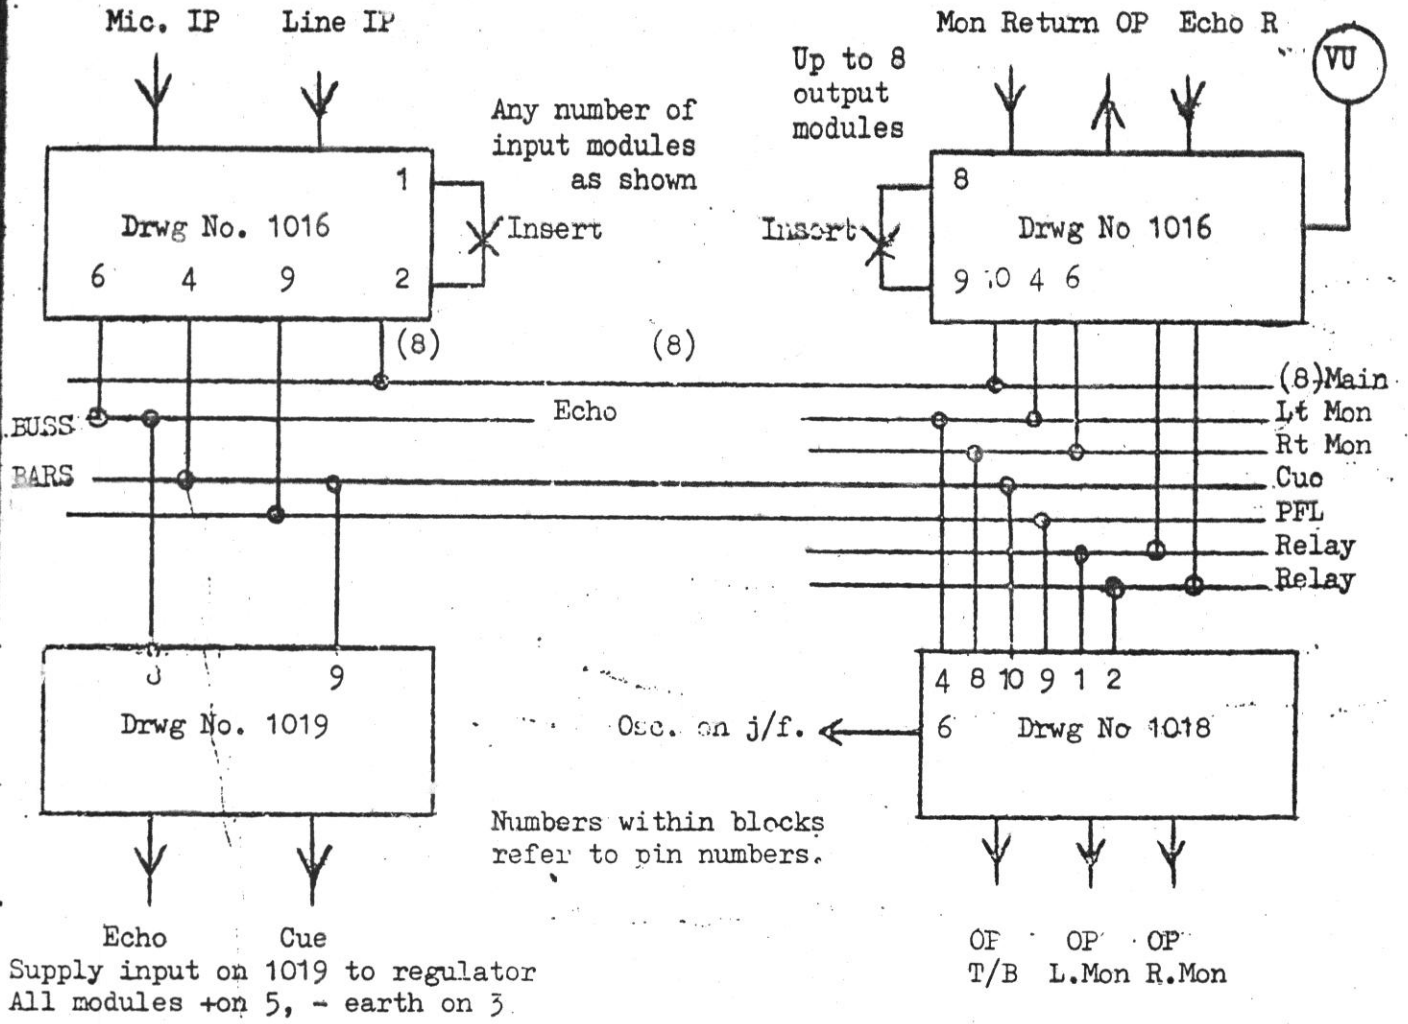 Mic. IP
Line IP
Mon Return OP Echo R
VU
Up to 8
output
modules
Any number of
input modules
as shown
1
Drwg No. 1016
6 4 9 2
Insert
Insert
8
Drwg No 1016
9 10 4 6
(8)
(8)
(8)Main
BUSS
Echo
Lt Mon
Rt Mon
BARS
Cue
PFL
Relay
Relay
9
Drwg No. 1019
4 8 10 9 1 2
6 Drwg No 1018
Osc. on j/f.
Numbers within blocks
refer to pin numbers.
Echo
Cue
OP OP OP
T/B L.Mon R.Mon
Supply input on 1019 to regulator
All modules +on 5, - earth on 3